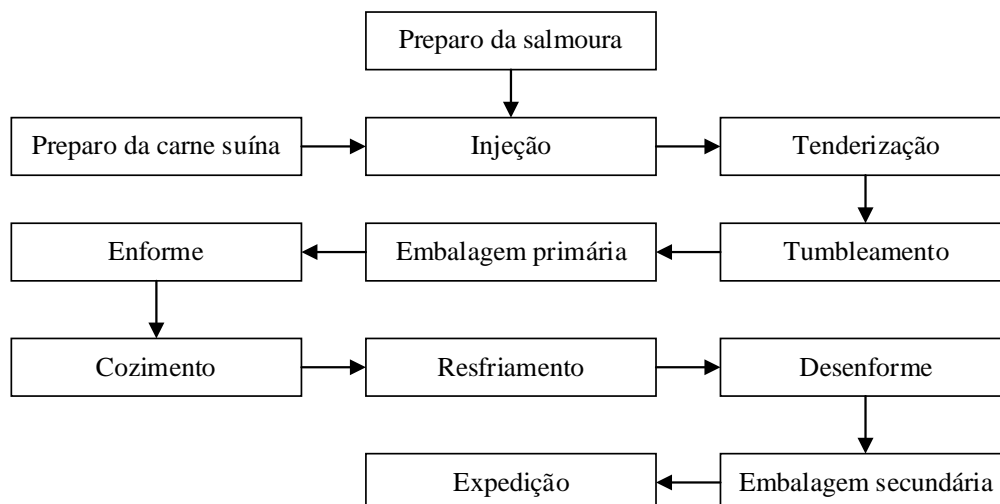 Preparo da salmoura
Preparo da carne suína
Injeção
Tenderização
Tumbleamento
Embalagem primária
Enforme
Cozimento
Resfriamento
Desenforme
Embalagem secundária
Expedição